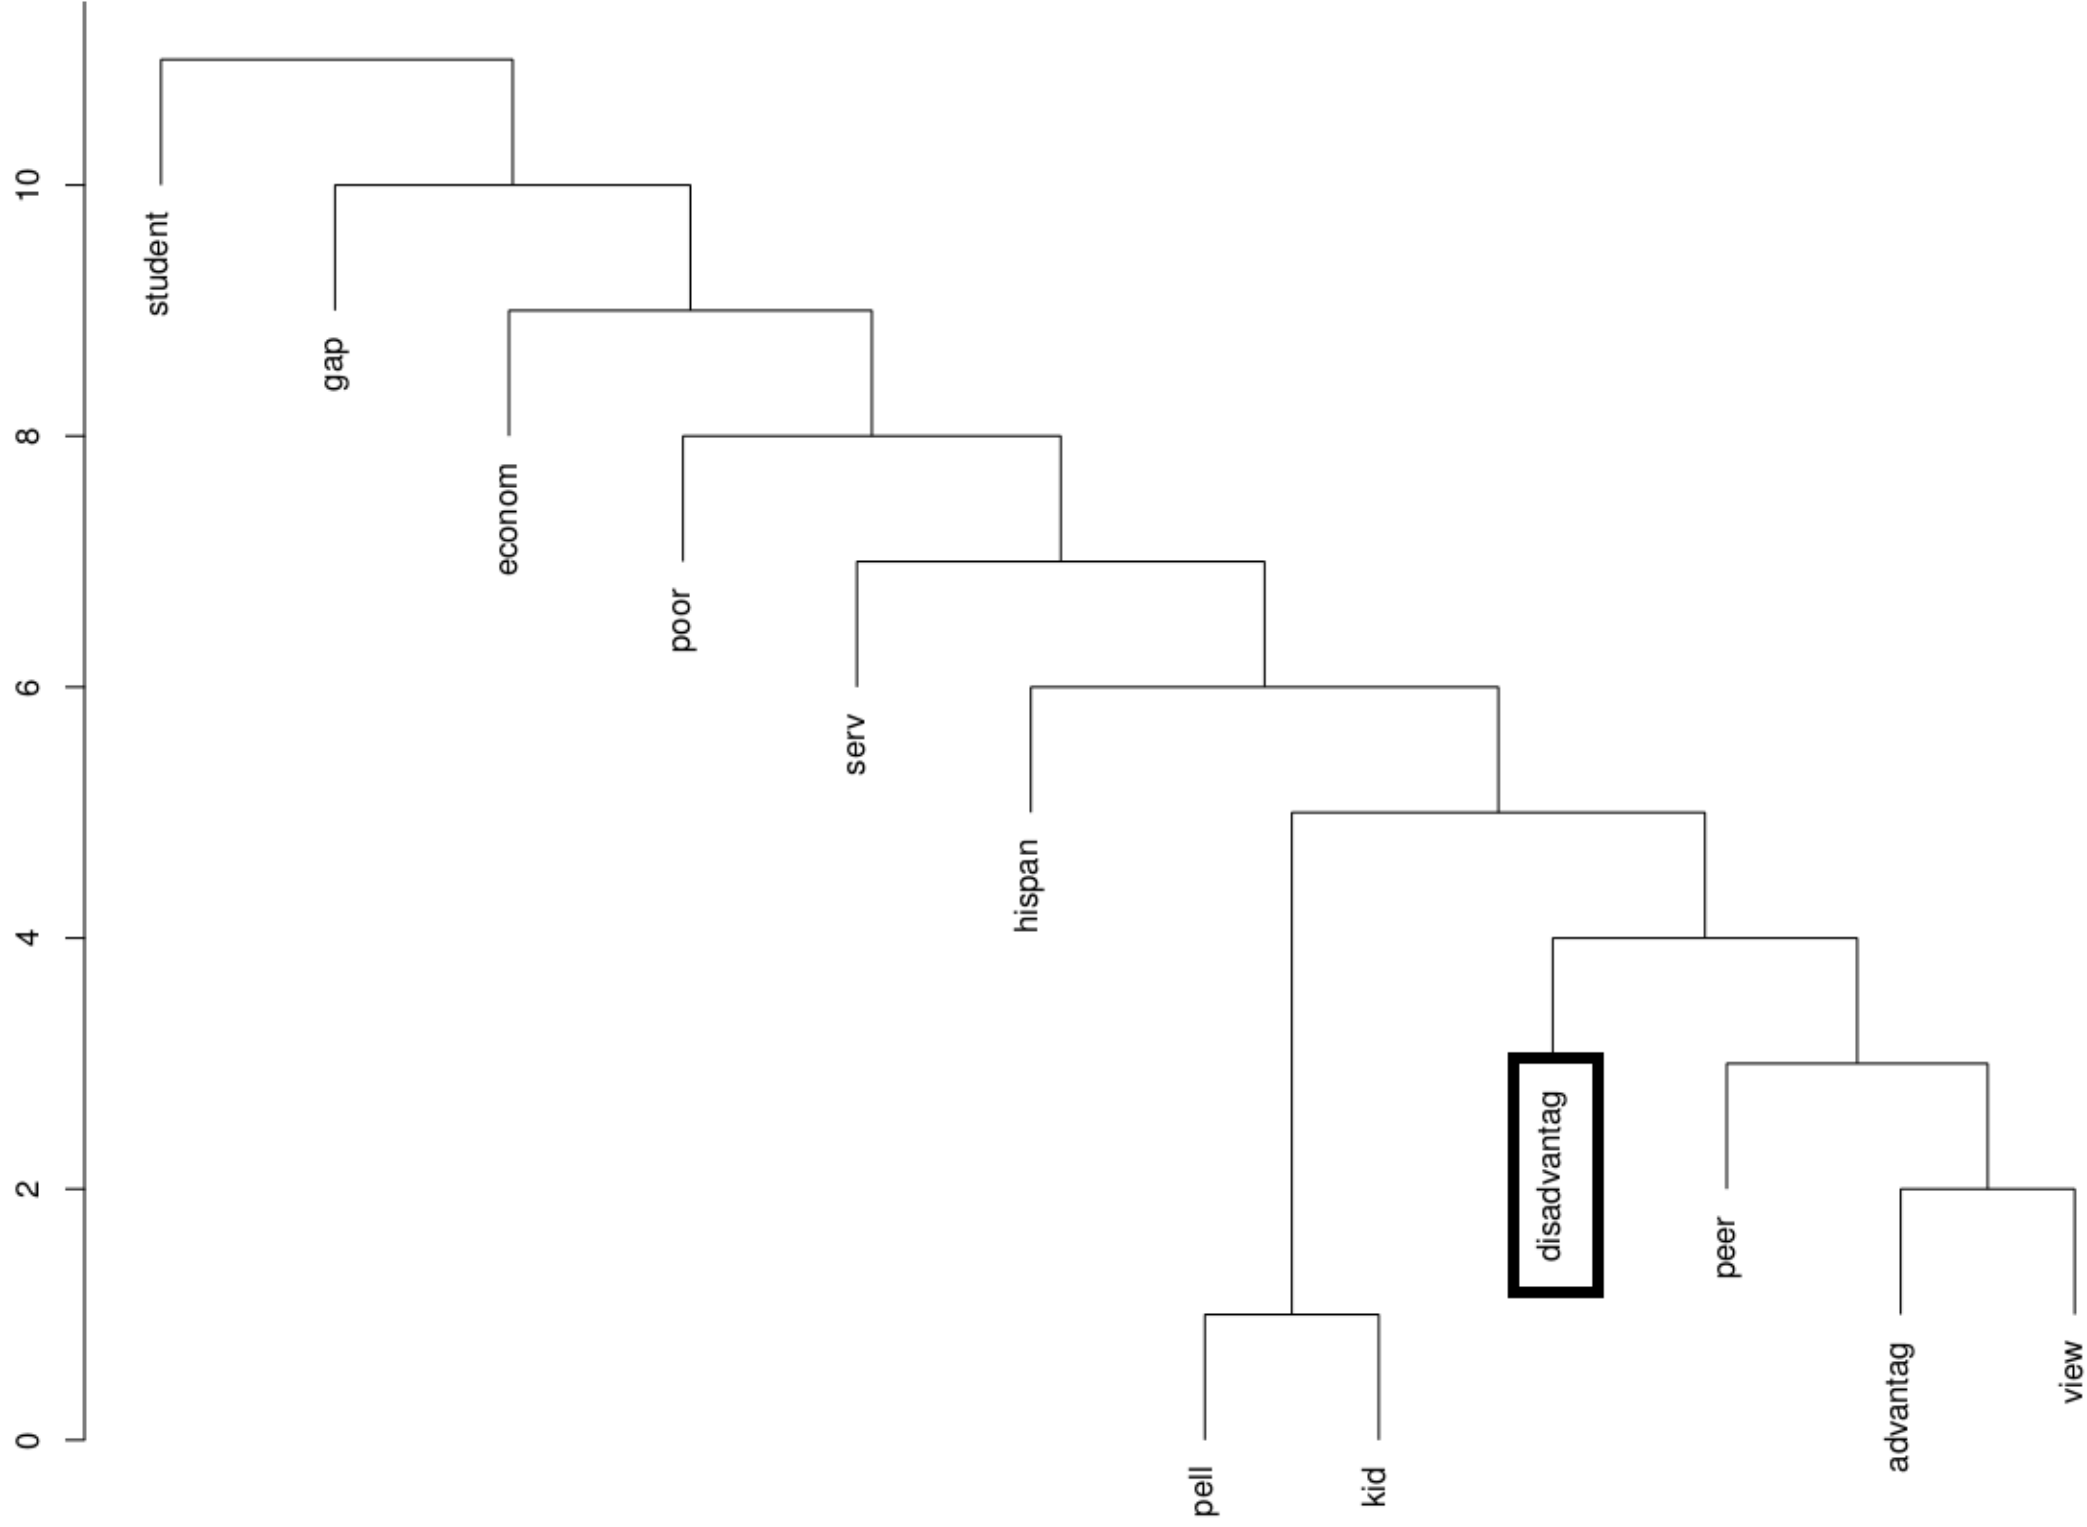 10
8
6
4
2
0
student
gap
econom
poor
serv
hispan
pell
kid
disadvantag
peer
advantag
view